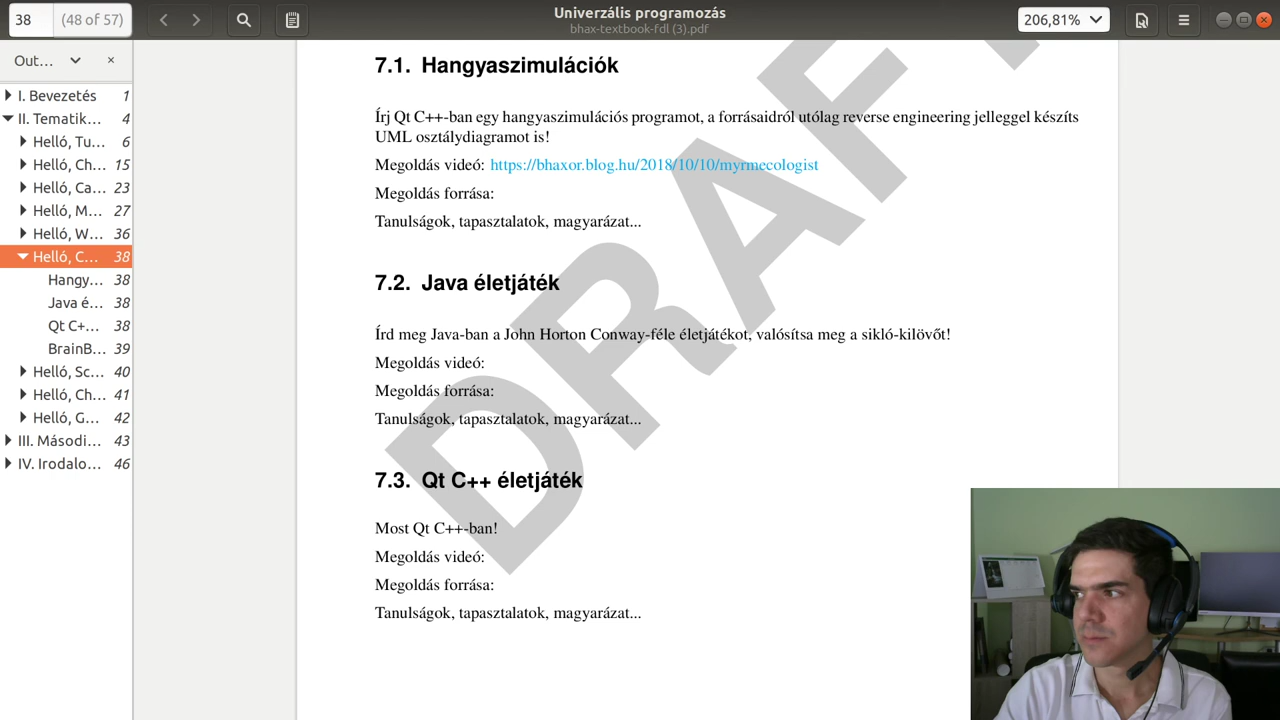 38 (48 of 57)
Univerzális programozás
bhax-textbook-fdl (3).pdf
206,81%
Out...
I. Bevezetés 1
II. Tematik... 4
Helló, Tu... 6
Helló, Ch... 15
Helló, Ca... 23
Helló, M... 27
Helló, W... 36
Helló, C... 38
Hangy... 38
Java é... 38
Qt C+... 38
BrainB... 39
Helló, Sc... 40
Helló, Ch... 41
Helló, G... 42
III. Másodi... 43
IV. Irodalo... 46
7.1. Hangyaszimulációk
Írj Qt C++-ban egy hangyaszimulációs programot, a forrásaidról utólag reverse engineering jelleggel készíts
UML osztálydiagramot is!
Megoldás videó: https://bhaxor.blog.hu/2018/10/10/myrmecologist
Megoldás forrása:
Tanulságok, tapasztalatok, magyarázat...
7.2. Java életjáték
Írd meg Java-ban a John Horton Conway-féle életjátékot, valósítsa meg a sikló-kilövőt!
Megoldás videó:
Megoldás forrása:
Tanulságok, tapasztalatok, magyarázat...
7.3. Qt C++ életjáték
Most Qt C++-ban!
Megoldás videó:
Megoldás forrása:
Tanulságok, tapasztalatok, magyarázat...
DRAFT